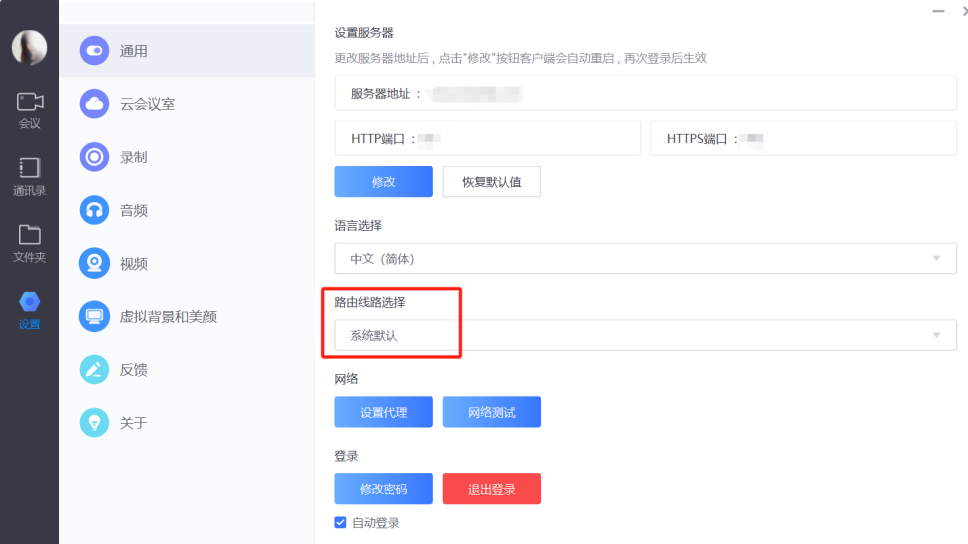 会议
通讯录
文件夹
设置
通用
云会议室
录制
音频
视频
虚拟背景和美颜
反馈
关于
设置服务器
更改服务器地址后，点击"修改"按钮客户端会自动重启，再次登录后生效
服务器地址：
HTTP端口：
HTTPS端口：
修改
恢复默认值
语言选择
中文（简体）
路由线路选择
系统默认
网络
设置代理
网络测试
登录
修改密码
退出登录
自动登录